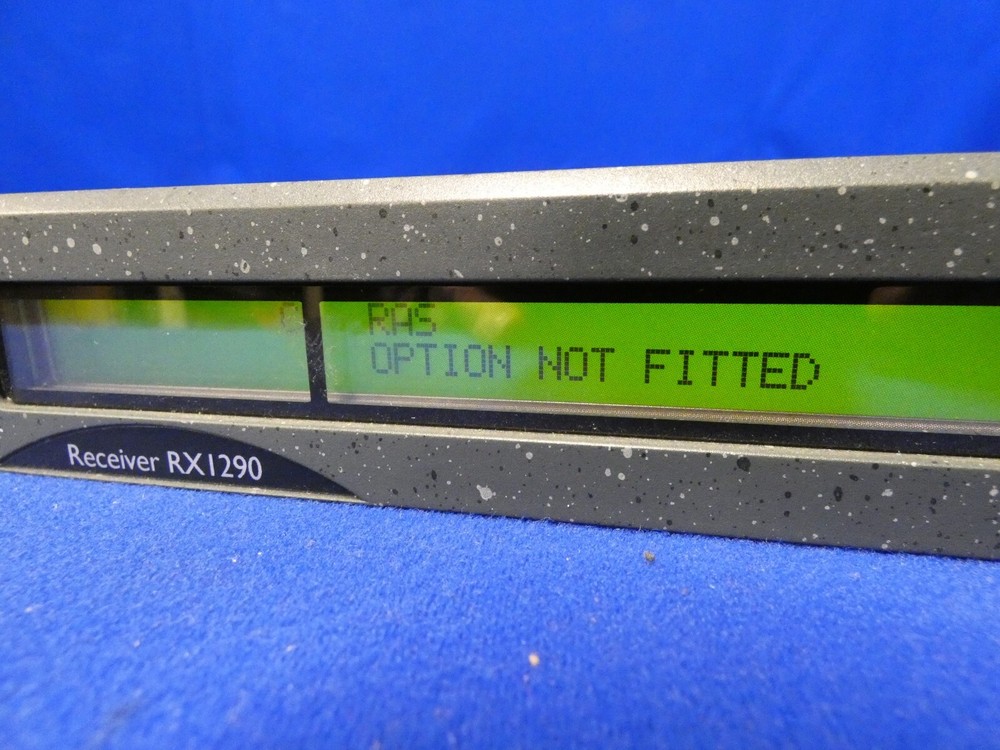 RAS
OPTION NOT FITTED
Receiver RX1290